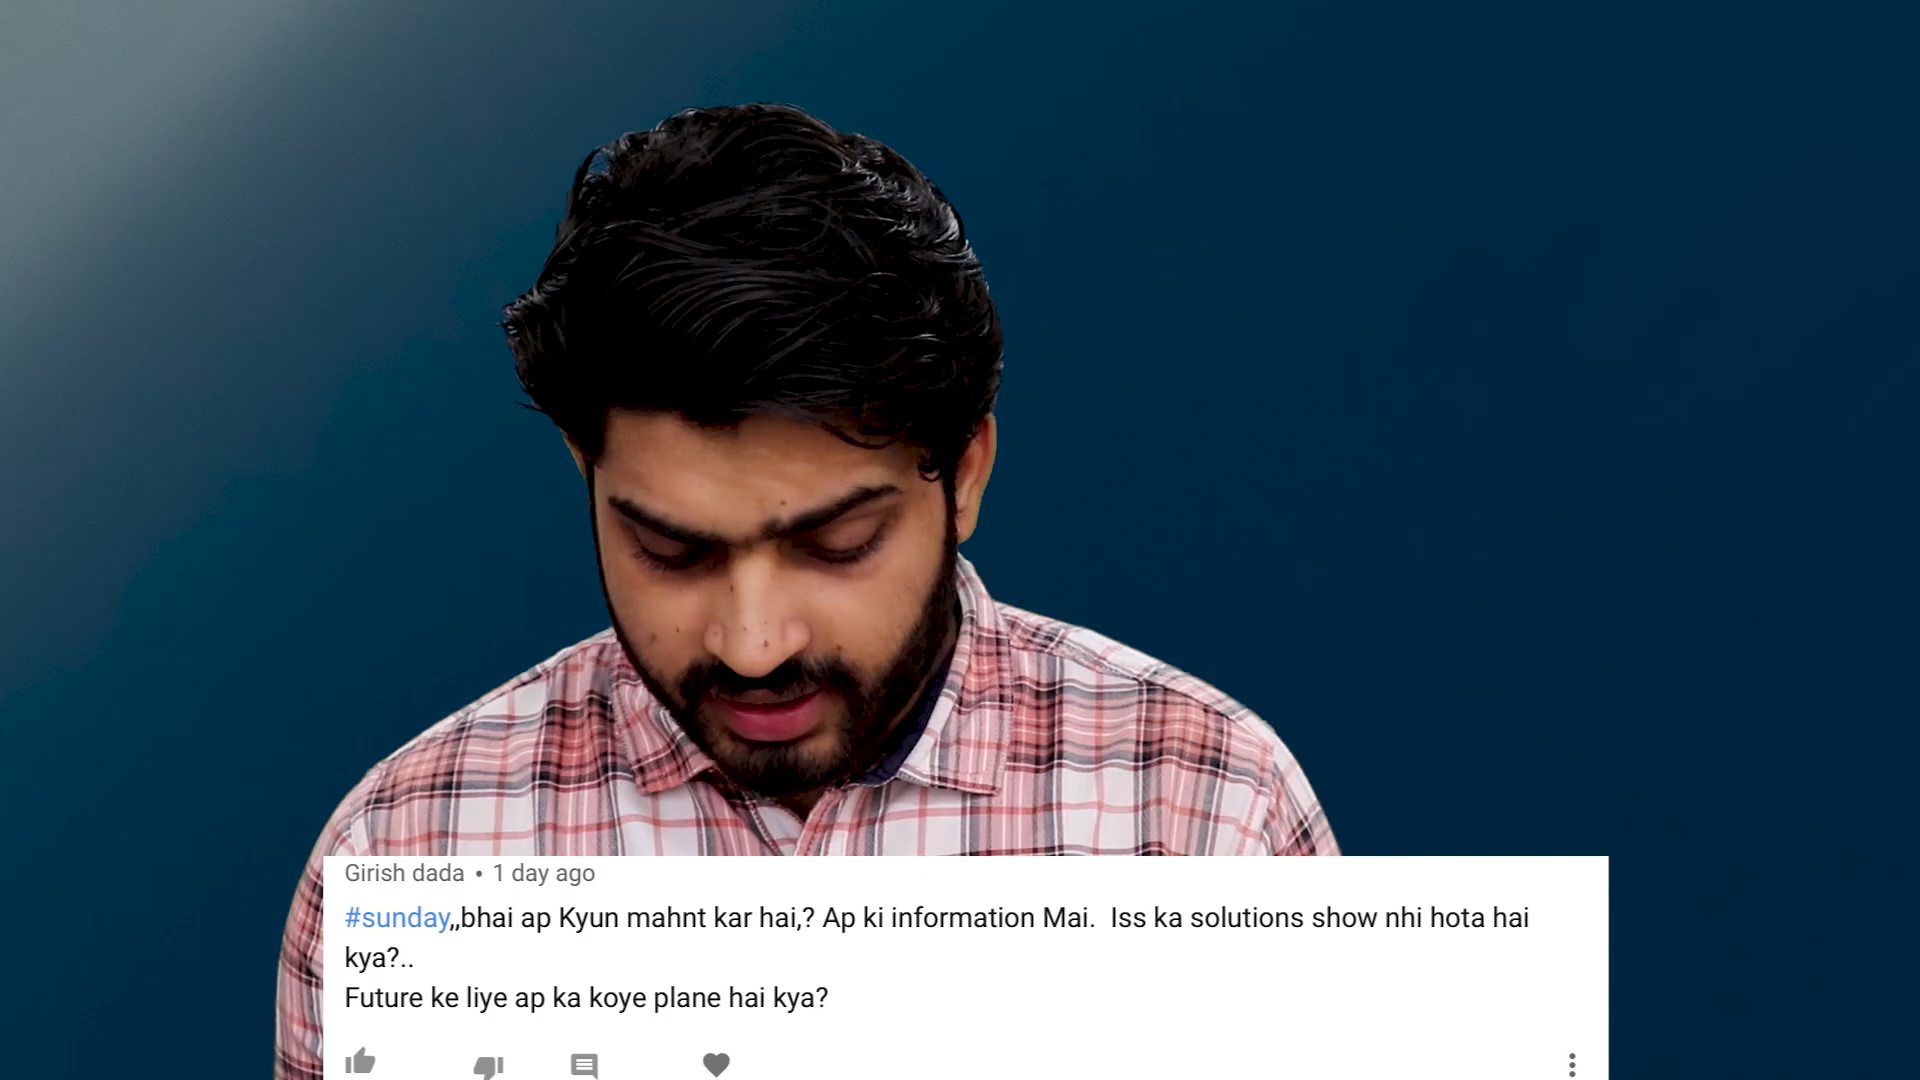 Girish dada • 1 day ago
#sunday,,bhai ap Kyun mahnt kar hai,? Ap ki information Mai.  Iss ka solutions show nhi hota hai
kya?..
Future ke liye ap ka koye plane hai kya?